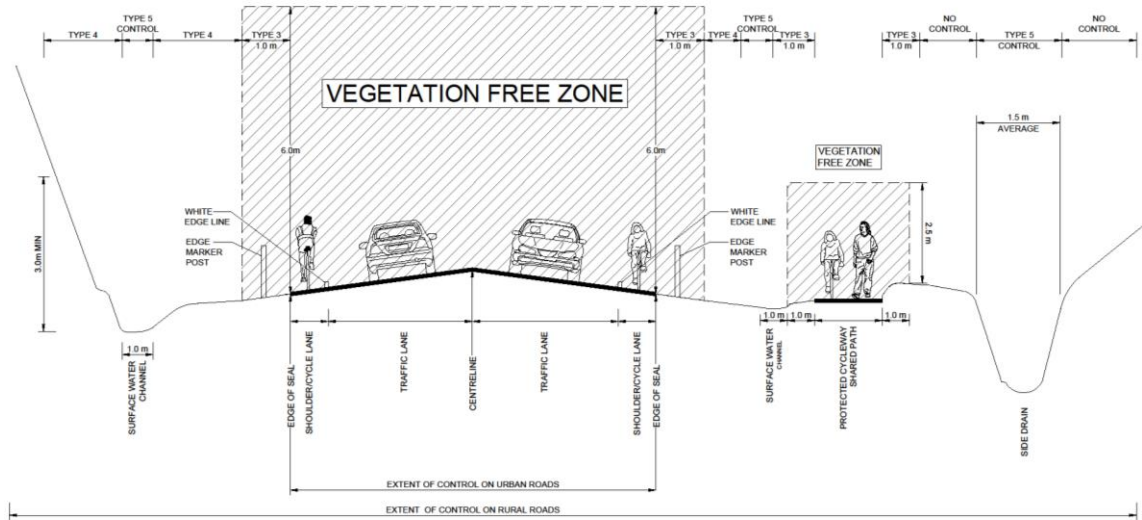 TYPE 4
TYPE 5
CONTROL
TYPE 4
TYPE 3
1.0 m
TYPE 3
1.0 m
TYPE 4
TYPE 5
CONTROL
TYPE 3
1.0 m
TYPE 3
1.0 m
NO
CONTROL
TYPE 5
CONTROL
NO
CONTROL
VEGETATION FREE ZONE
1.5 m
AVERAGE
6.0m
6.0m
VEGETATION
FREE ZONE
3.0m MIN
WHITE
EDGE LINE
EDGE
MARKER
POST
WHITE
EDGE LINE
EDGE
MARKER
POST
2.5 m
1.0 m
SURFACE WATER
CHANNEL
EDGE OF SEAL
SHOULDER/CYCLE LANE
TRAFFIC LANE
CENTRELINE
TRAFFIC LANE
SHOULDER/CYCLE LANE
EDGE OF SEAL
1.0 m
1.0 m
1.0 m
SURFACE WATER
CHANNEL
PROTECTED CYCLEWAY
SHARED PATH
SIDE DRAIN
EXTENT OF CONTROL ON URBAN ROADS
EXTENT OF CONTROL ON RURAL ROADS